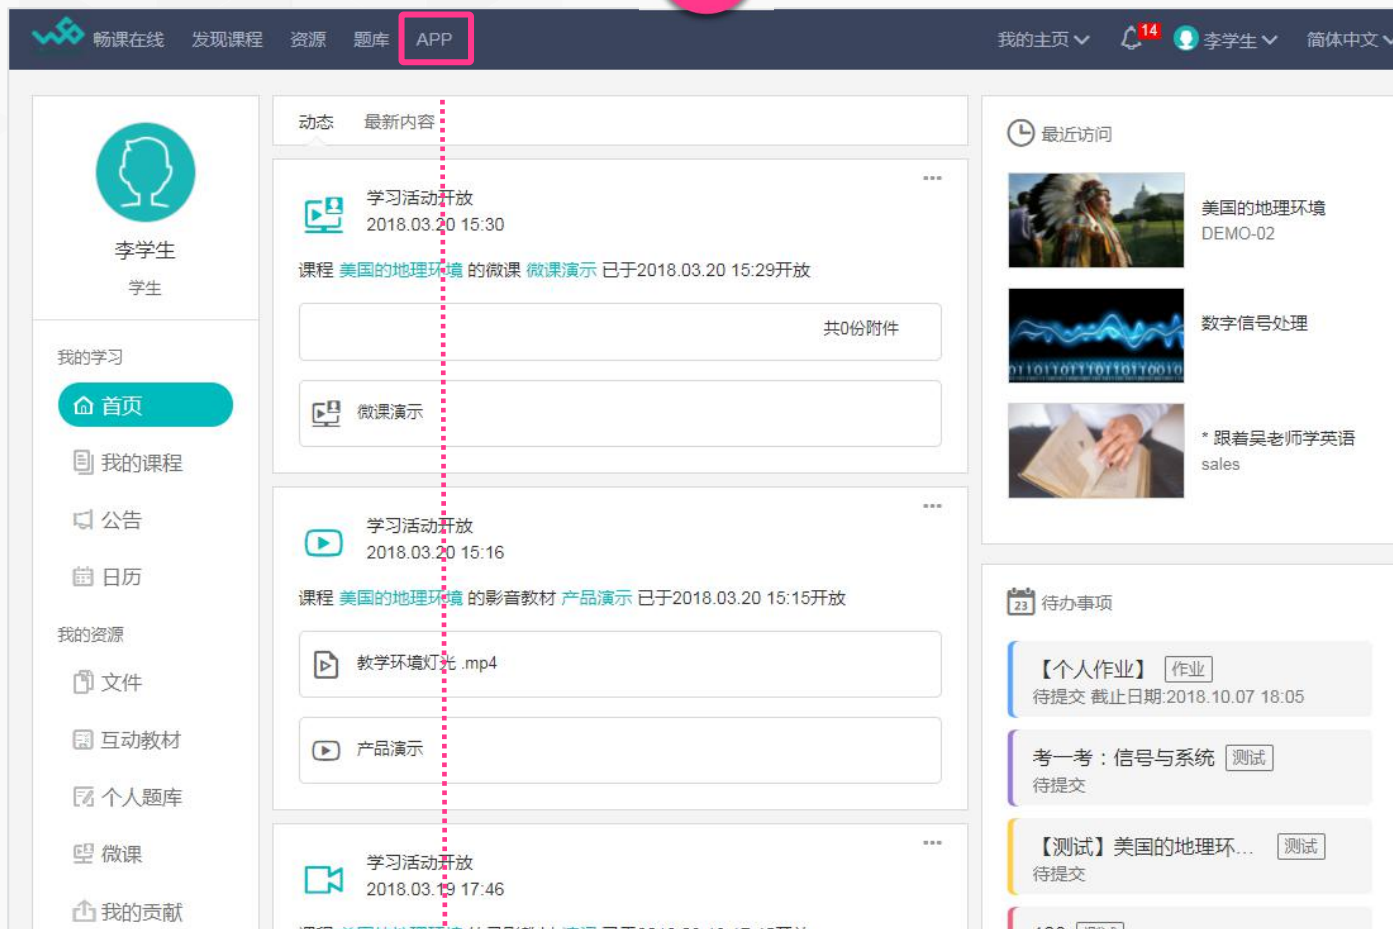 畅课在线 发现课程 资源 题库 APP 我的主页 14 李学生 简体中文
李学生
学生
我的学习
首页
我的课程
公告
日历
我的资源
文件
互动教材
个人题库
微课
我的贡献
动态 最新内容
学习活动开放
2018.03.20 15:30
课程 美国的地理环境 的微课 微课演示 已于2018.03.20 15:29开放
共0份附件
微课演示
学习活动开放
2018.03.20 15:16
课程 美国的地理环境 的影音教材 产品演示 已于2018.03.20 15:15开放
教学环境灯光 .mp4
产品演示
学习活动开放
2018.03.19 17:46
最近访问
美国的地理环境
DEMO-02
数字信号处理
* 跟着吴老师学英语
sales
23 待办事项
【个人作业】 作业
待提交 截止日期:2018.10.07 18:05
考一考：信号与系统 测试
待提交
【测试】美国的地理环... 测试
待提交